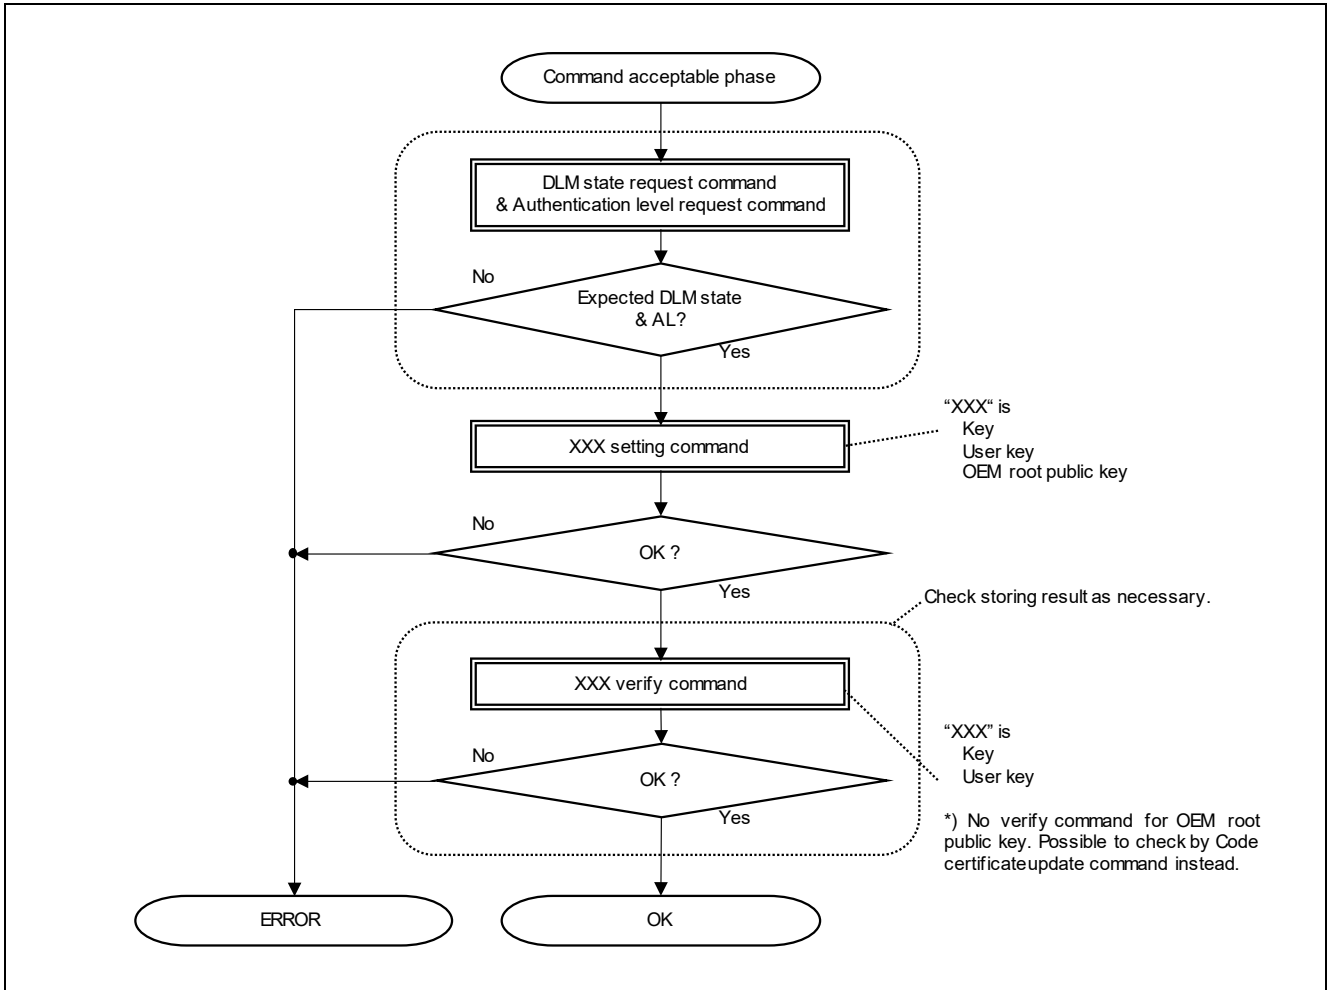 Command acceptable phase
DLM state request command
& Authentication level request command
No
Expected DLM state
& AL?
Yes
“XXX“ is
Key
User key
OEM root public key
XXX setting command
No
OK ?
Yes
Check storing result as necessary.
XXX verify command
“XXX” is
Key
User key
No
OK ?
Yes
*) No verify command for OEM root
public key. Possible to check by Code
certificate update command instead.
ERROR
OK